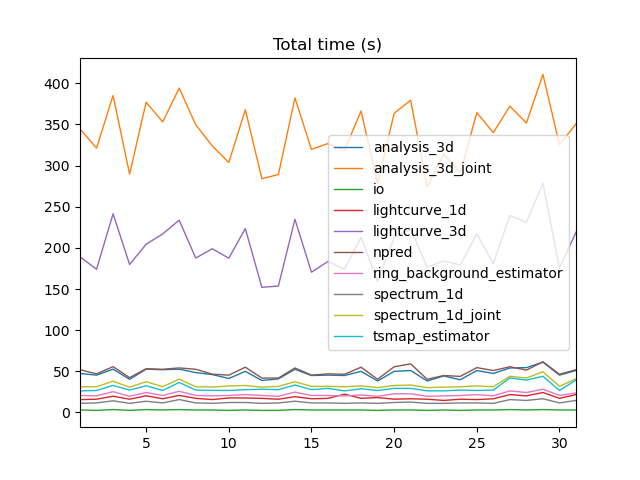 Total time (s)
400
350
300
250
200
150
100
50
0
5
10
15
20
25
30
analysis_3d
analysis_3d_joint
io
lightcurve_1d
lightcurve_3d
npred
ring_background_estimator
spectrum_1d
spectrum_1d_joint
tsmap_estimator